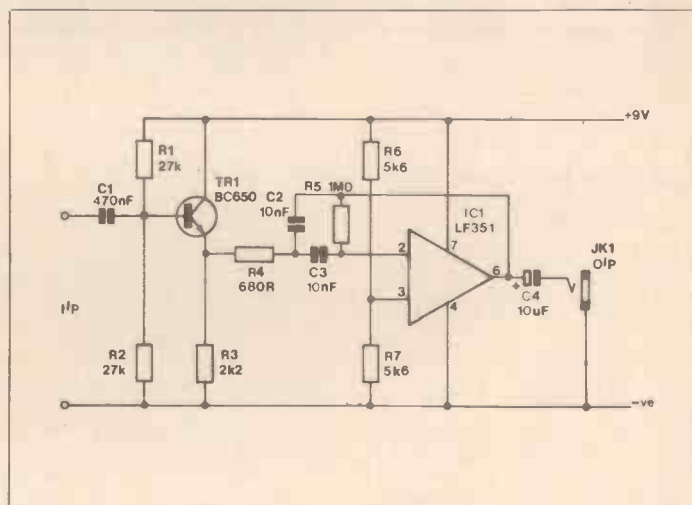 +9V
R1
27k
C1
470nF
TR1
BC650
C2
10nF
R5 1M0
R6
5k6
IC1
LF351
7
2
6
3
4
R4
680R
C3
10nF
JK1
O/P
+
C4
10uF
I/P
R2
27k
R3
2k2
R7
5k6
-ve